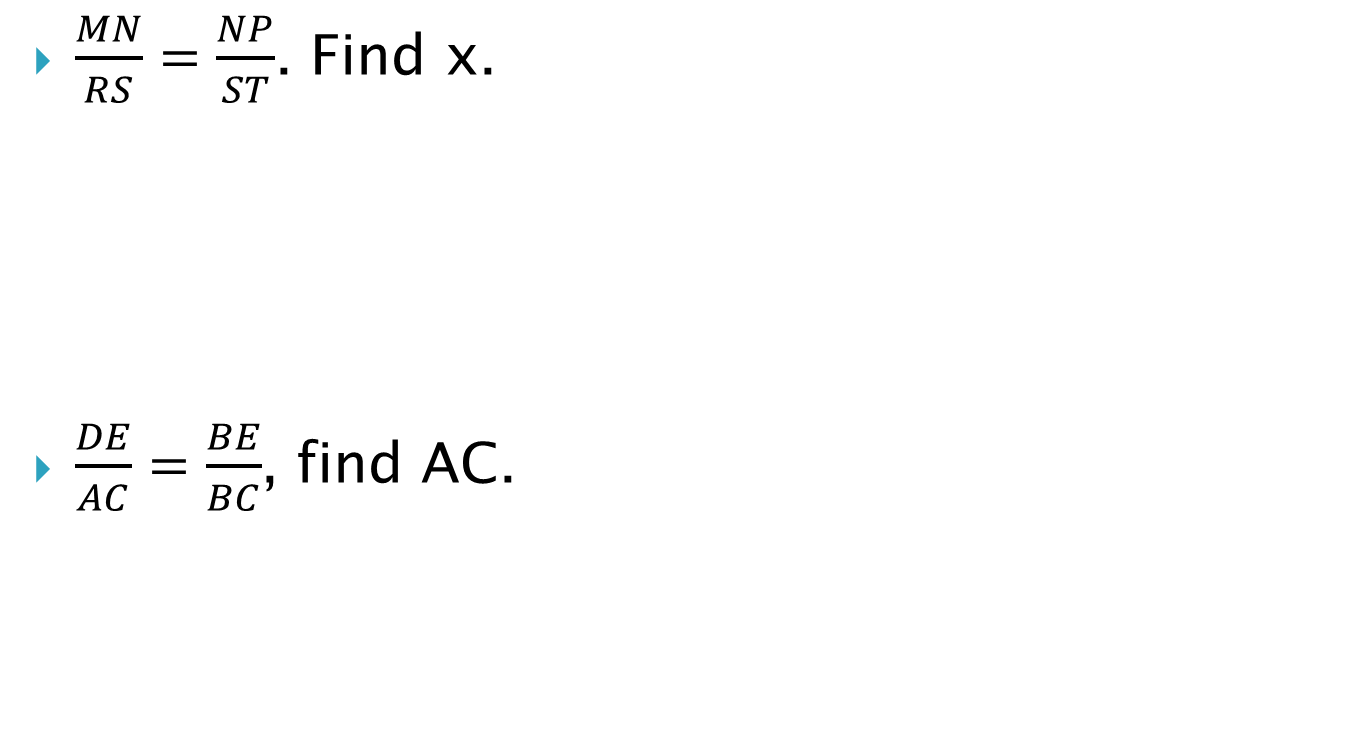 MN/RS = NP/ST. Find x.
DE/AC = BE/BC, find AC.